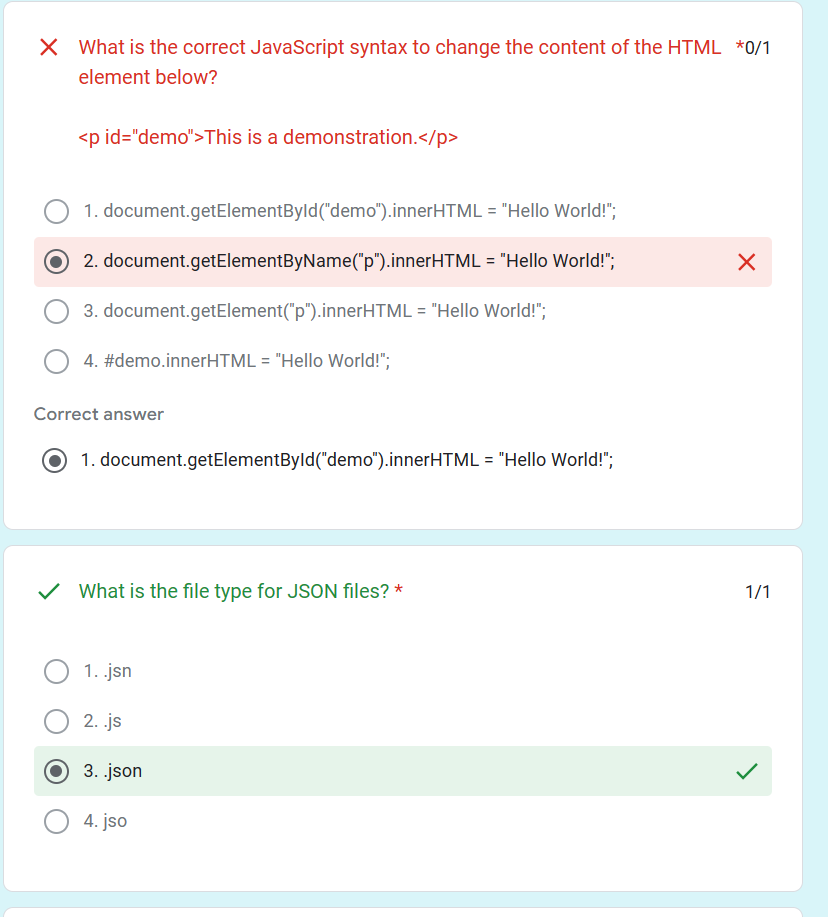 What is the correct JavaScript syntax to change the content of the HTML *0/1
element below?
<p id="demo">This is a demonstration.</p>
1. document.getElementById("demo").innerHTML = "Hello World!";
2. document.getElementByName("p").innerHTML = "Hello World!";
3. document.getElement("p").innerHTML = "Hello World!";
4. #demo.innerHTML = "Hello World!";
Correct answer
1. document.getElementById("demo").innerHTML = "Hello World!";
What is the file type for JSON files? * 1/1
1. .jsn
2. .js
3. .json
4. jso